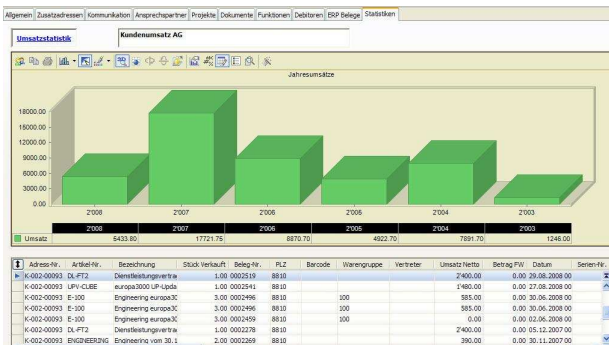 Allgemein Zusatzadressen Kommunikation Ansprechspartner Projekte Dokumente Funktionen Debitoren ERP Belege Statistiken
Umsatzstatistik Kundenumsatz AG
Jahresumsätze
18000.00
15000.00
12000.00
9000.00
6000.00
3000.00
0.00
2'008 2'007 2'006 2'005 2'004 2'003
2'008 2'007 2'006 2'005 2'004 2'003
Umsatz 5433.80 17721.75 8870.70 4922.70 7891.70 1246.00
Adress-Nr. Artikel-Nr. Bezeichnung Stück Verkauft Beleg-Nr. PLZ Barcode Warengruppe Vertreter Umsatz Netto Betrag FW Datum Serien-Nr.
K-002-00093 DL-FT2 Dienstleistungsvertrag 1.00 0002519 8810 2'400.00 0.00 29.08.2008 00
K-002-00093 UPV-CUBE europa3000 UP-Upda 1.00 0002541 8810 1'480.00 0.00 27.08.2008 00
K-002-00093 E-100 Engineering europa30 3.00 0002496 8810 100 585.00 0.00 30.06.2008 00
K-002-00093 E-100 Engineering europa30 3.00 0002496 8810 100 585.00 0.00 30.06.2008 00
K-002-00093 E-100 Engineering europa30 3.00 0002459 8810 100 0.00 0.00 02.06.2008 00
K-002-00093 DL-FT2 Dienstleistungsvertrag 1.00 0002278 8810 2'400.00 0.00 05.12.2007 00
K-002-00093 ENGINEERING Engineering vom 30.1 2.00 0002269 8810 390.00 0.00 30.11.2007 00